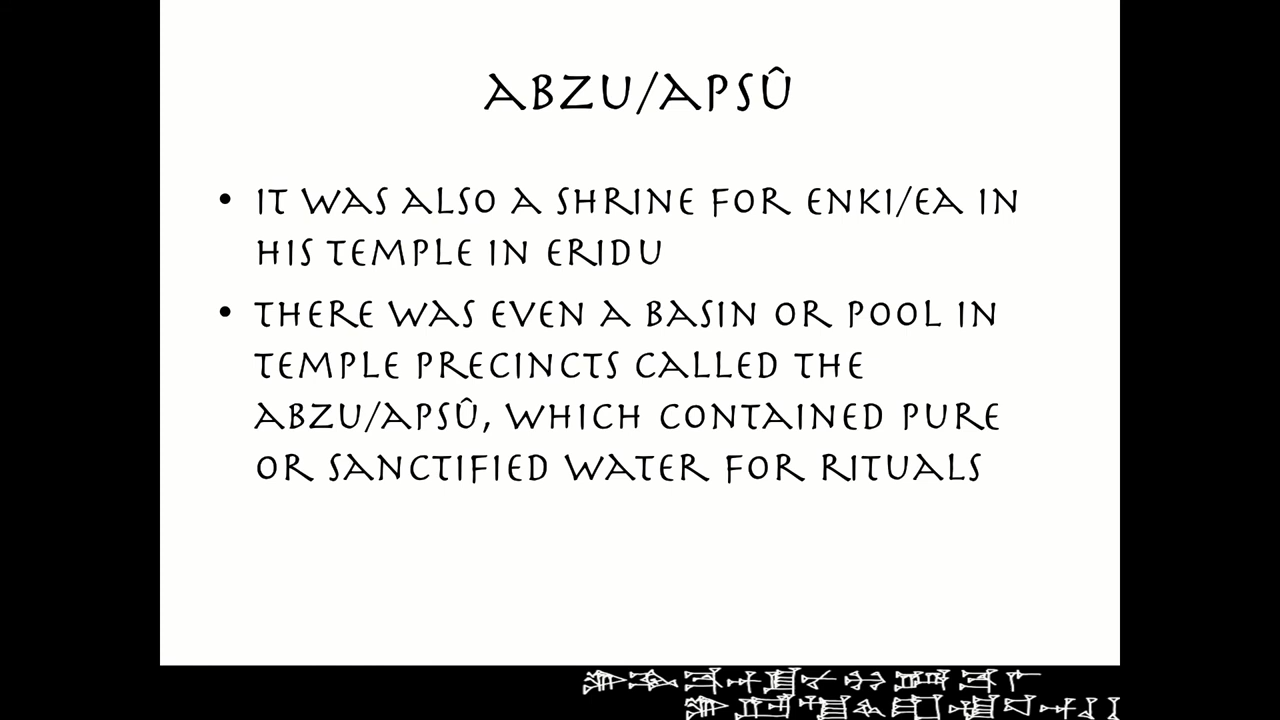 ABZU/APSÛ
• IT WAS ALSO A SHRINE FOR ENKI/EA IN
HIS TEMPLE IN ERIDU
• THERE WAS EVEN A BASIN OR POOL IN
TEMPLE PRECINCTS CALLED THE
ABZU/APSÛ, WHICH CONTAINED PURE
OR SANCTIFIED WATER FOR RITUALS